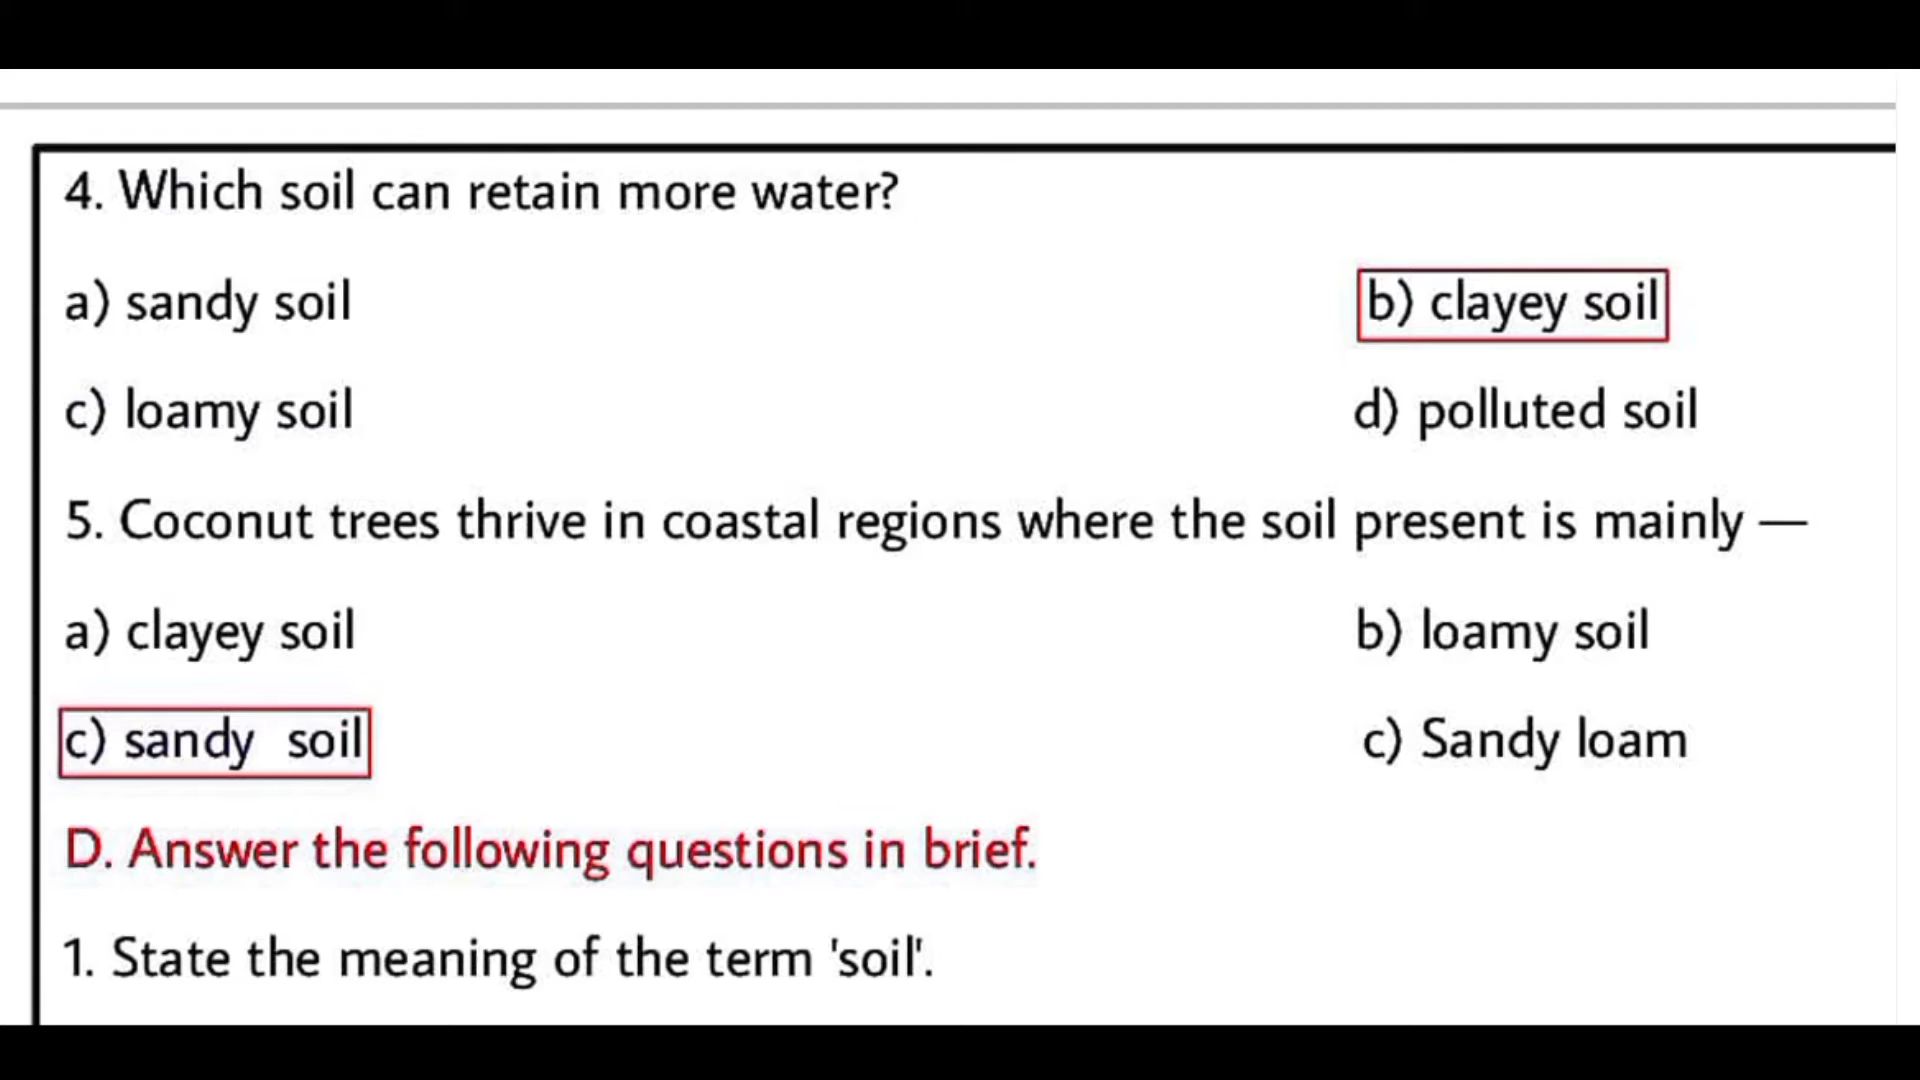 4. Which soil can retain more water?
a) sandy soil b) clayey soil
c) loamy soil d) polluted soil
5. Coconut trees thrive in coastal regions where the soil present is mainly —
a) clayey soil b) loamy soil
c) sandy soil c) Sandy loam
D. Answer the following questions in brief.
1. State the meaning of the term 'soil'.